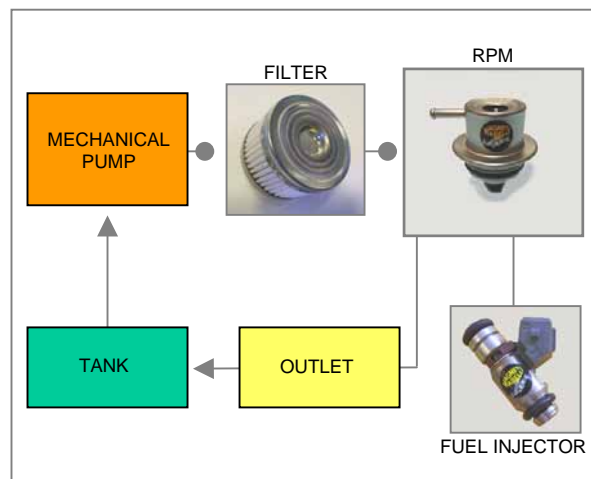 FILTER
RPM
MECHANICAL
PUMP
TANK
OUTLET
FUEL INJECTOR